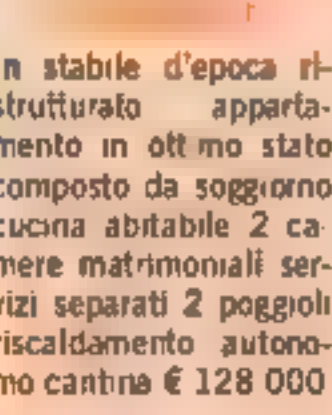 in stabile d'epoca ri-
strutturato apparta-
mento in ottimo stato
composto da soggiorno
cucina abitabile 2 ca-
mere matrimoniali ser-
vizi separati 2 poggioli
riscaldamento autono-
mo cantina € 128 000